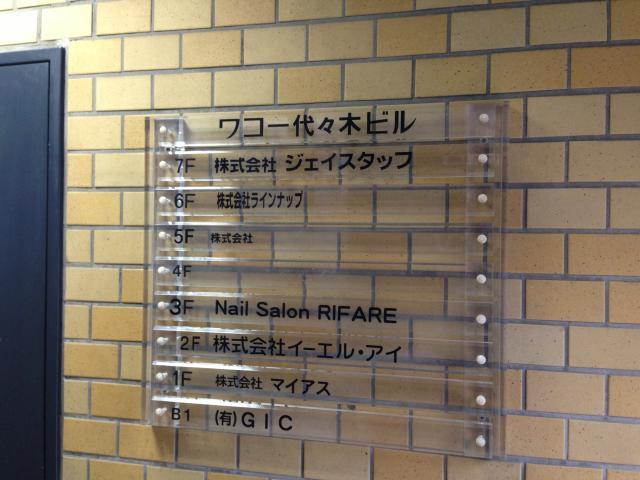 ワコー代々木ビル
7F 株式会社 ジェイスタッフ
6F 株式会社ラインナップ
5F 株式会社
4F
3F Nail Salon RIFARE
2F 株式会社イーエル・アイ
1F 株式会社 マイアス
B1 (有)GIC